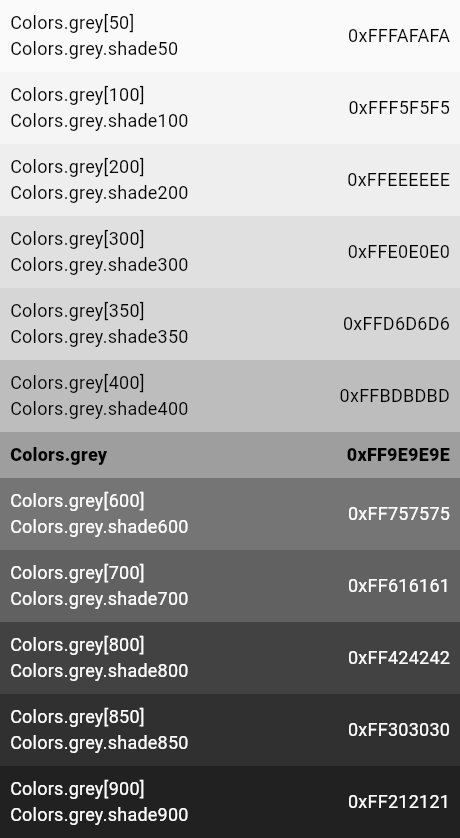 Colors.grey[50]
Colors.grey.shade50
0xFFFAFAFA
Colors.grey[100]
Colors.grey.shade100
0xFFF5F5F5
Colors.grey[200]
Colors.grey.shade200
0xFFEEEEEE
Colors.grey[300]
Colors.grey.shade300
0xFFE0E0E0
Colors.grey[350]
Colors.grey.shade350
0xFFD6D6D6
Colors.grey[400]
Colors.grey.shade400
0xFFBDBDBD
Colors.grey
0xFF9E9E9E
Colors.grey[600]
Colors.grey.shade600
0xFF757575
Colors.grey[700]
Colors.grey.shade700
0xFF616161
Colors.grey[800]
Colors.grey.shade800
0xFF424242
Colors.grey[850]
Colors.grey.shade850
0xFF303030
Colors.grey[900]
Colors.grey.shade900
0xFF212121